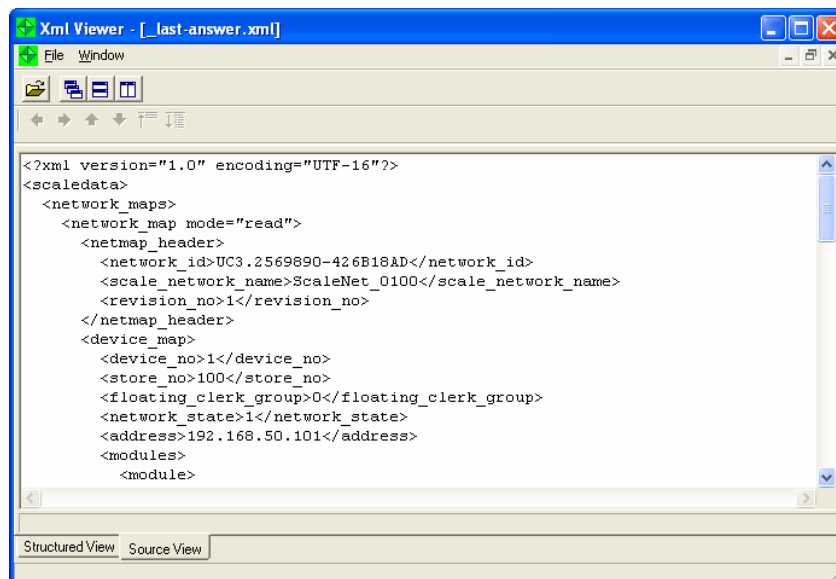 Xml Viewer - [_last-answer.xml]
File Window
<?xml version="1.0" encoding="UTF-16"?>
<scaledata>
<network_maps>
<network_map mode="read">
<netmap_header>
<network_id>UC3.2569890-426B18AD</network_id>
<scale_network_name>ScaleNet_0100</scale_network_name>
<revision_no>1</revision_no>
</netmap_header>
<device_map>
<device_no>1</device_no>
<store_no>100</store_no>
<floating_clerk_group>0</floating_clerk_group>
<network_state>1</network_state>
<address>192.168.50.101</address>
<modules>
<module>
Structured View Source View